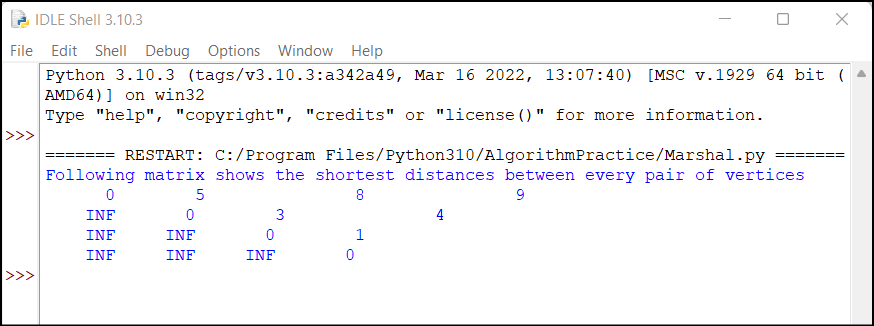 IDLE Shell 3.10.3
File Edit Shell Debug Options Window Help
Python 3.10.3 (tags/v3.10.3:a342a49, Mar 16 2022, 13:07:40) [MSC v.1929 64 bit (
AMD64)] on win32
Type "help", "copyright", "credits" or "license()" for more information.
>>>
======= RESTART: C:/Program Files/Python310/AlgorithmPractice/Marshal.py =======
Following matrix shows the shortest distances between every pair of vertices
0 5 8 9
INF 0 3 4
INF INF 0 1
INF INF INF 0
>>>